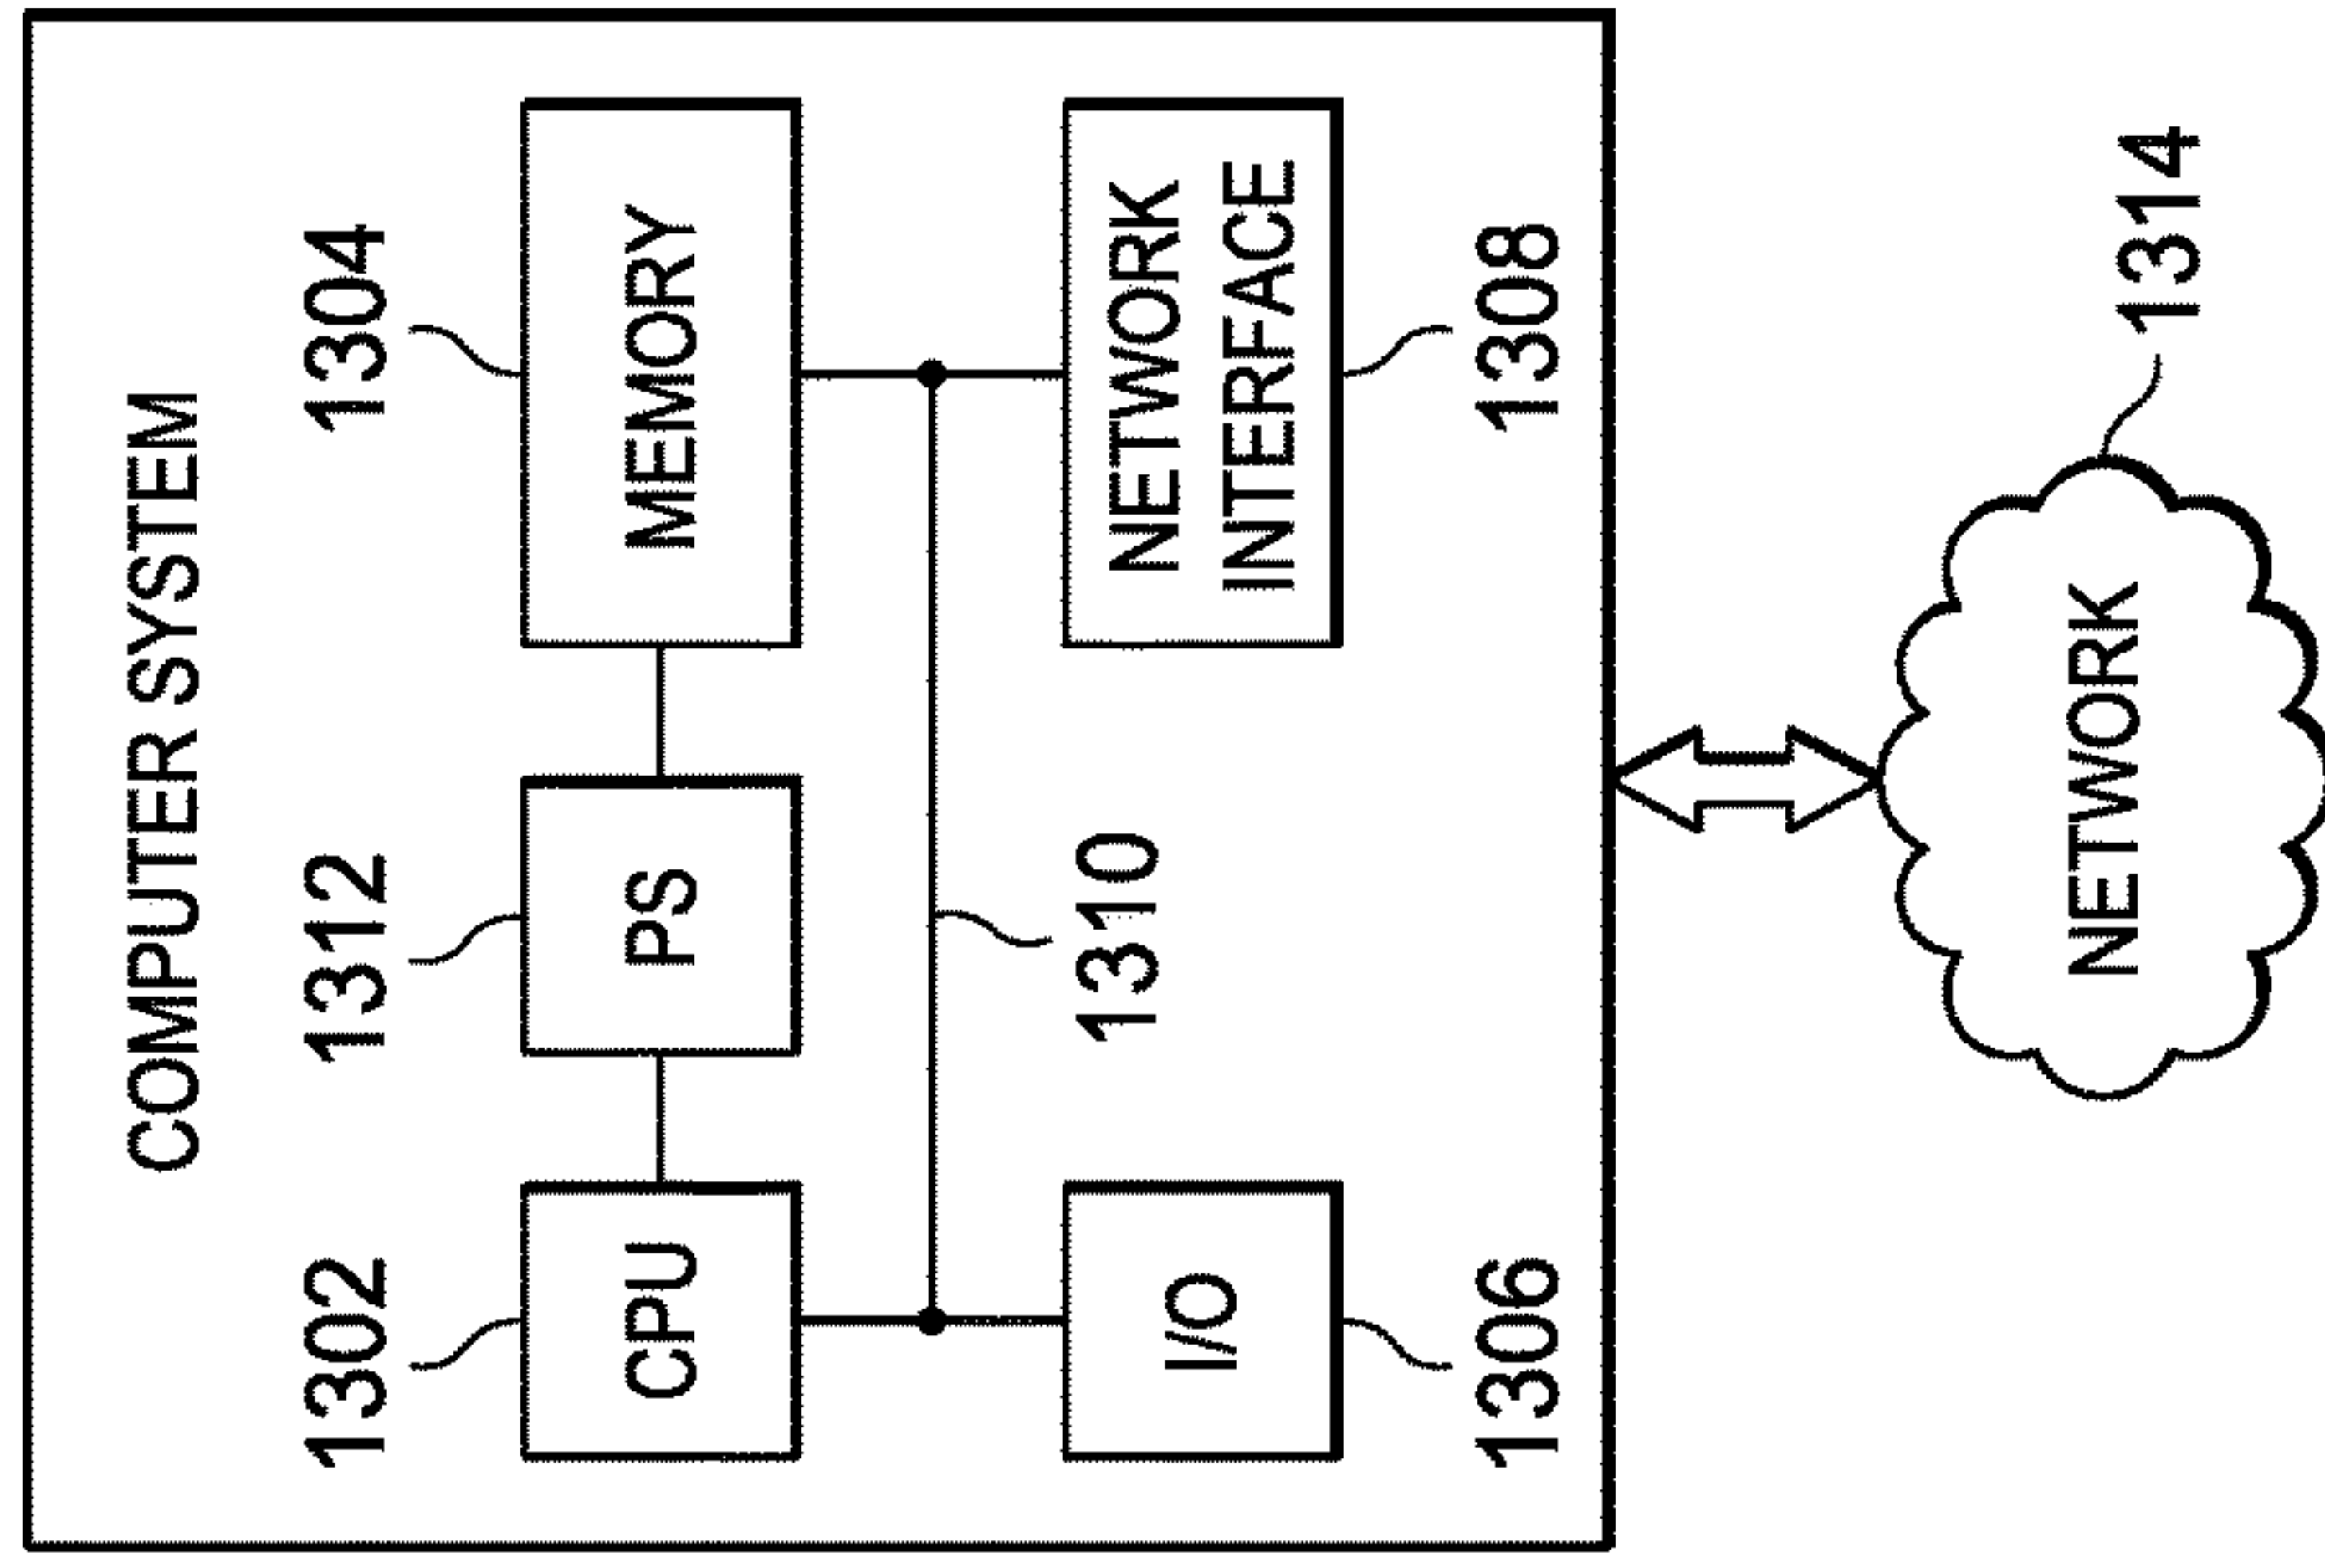 COMPUTER SYSTEM
1302
1312
1304
CPU
PS
MEMORY
1310
I/O
NETWORK
INTERFACE
1306
1308
NETWORK
1314